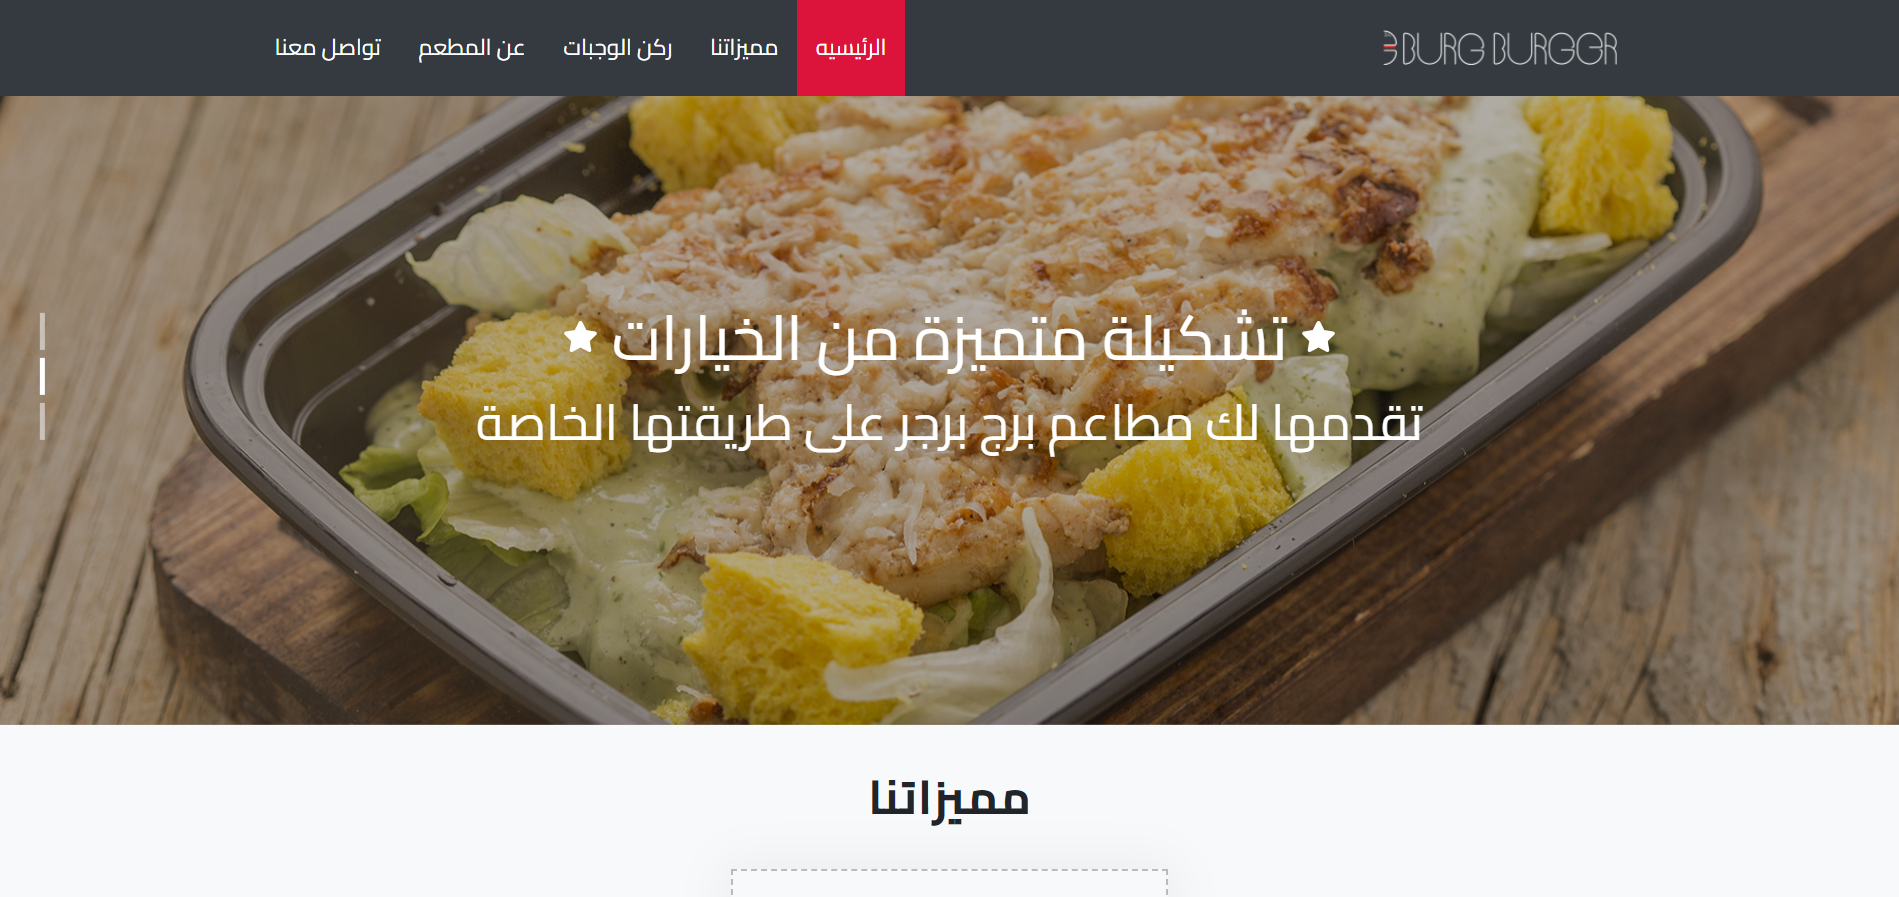 BURG BURGER
الرئيسيه مميزاتنا ركن الوجبات عن المطعم تواصل معنا
تشكيلة متميزة من الخيارات
تقدمها لك مطاعم برج برجر على طريقتها الخاصة
مميزاتنا